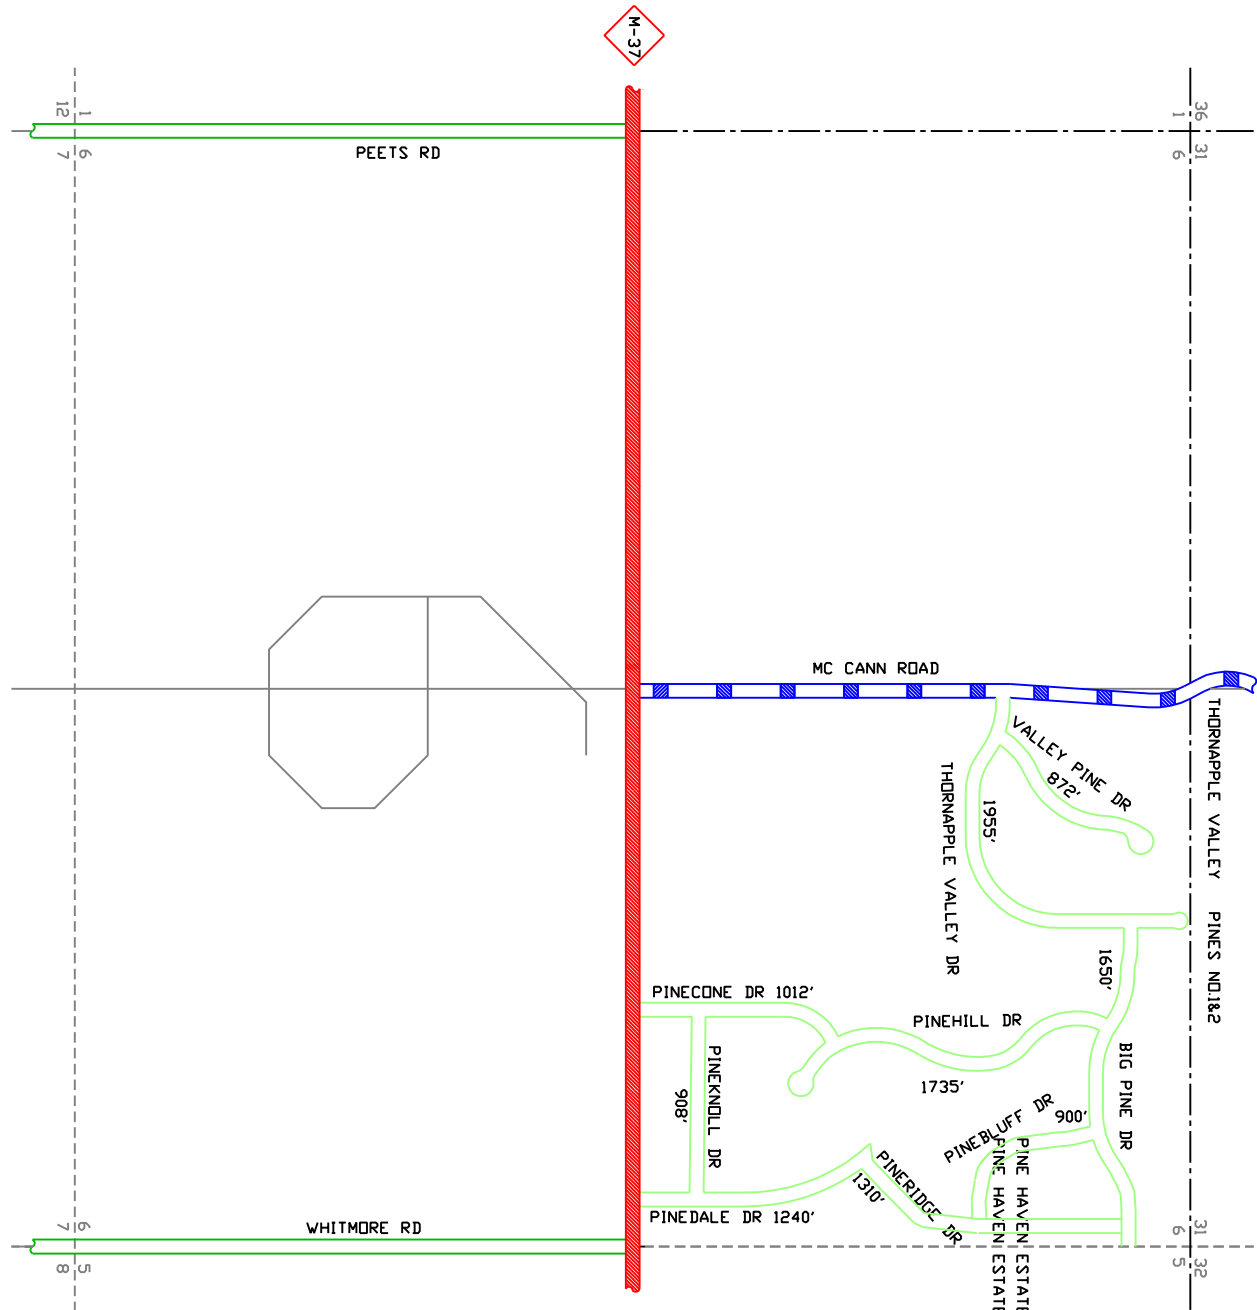 M-37
12
1
7
6
36
1
31
6
PEETS RD
MC CANN ROAD
THORNAPPLE VALLEY PINES NO.1&2
VALLEY PINE DR
872'
THORNAPPLE VALLEY DR
1955'
1650'
PINECONE DR 1012'
PINEHILL DR
1735'
BIG PINE DR
PINEKNOLL DR
908'
PINEBLUFF DR
900'
PINE HAVEN ESTATE
PINE HAVEN ESTATE
PINERIDGE DR
1310'
PINEDALE DR 1240'
WHITMORE RD
7
6
8
5
6
31
5
32